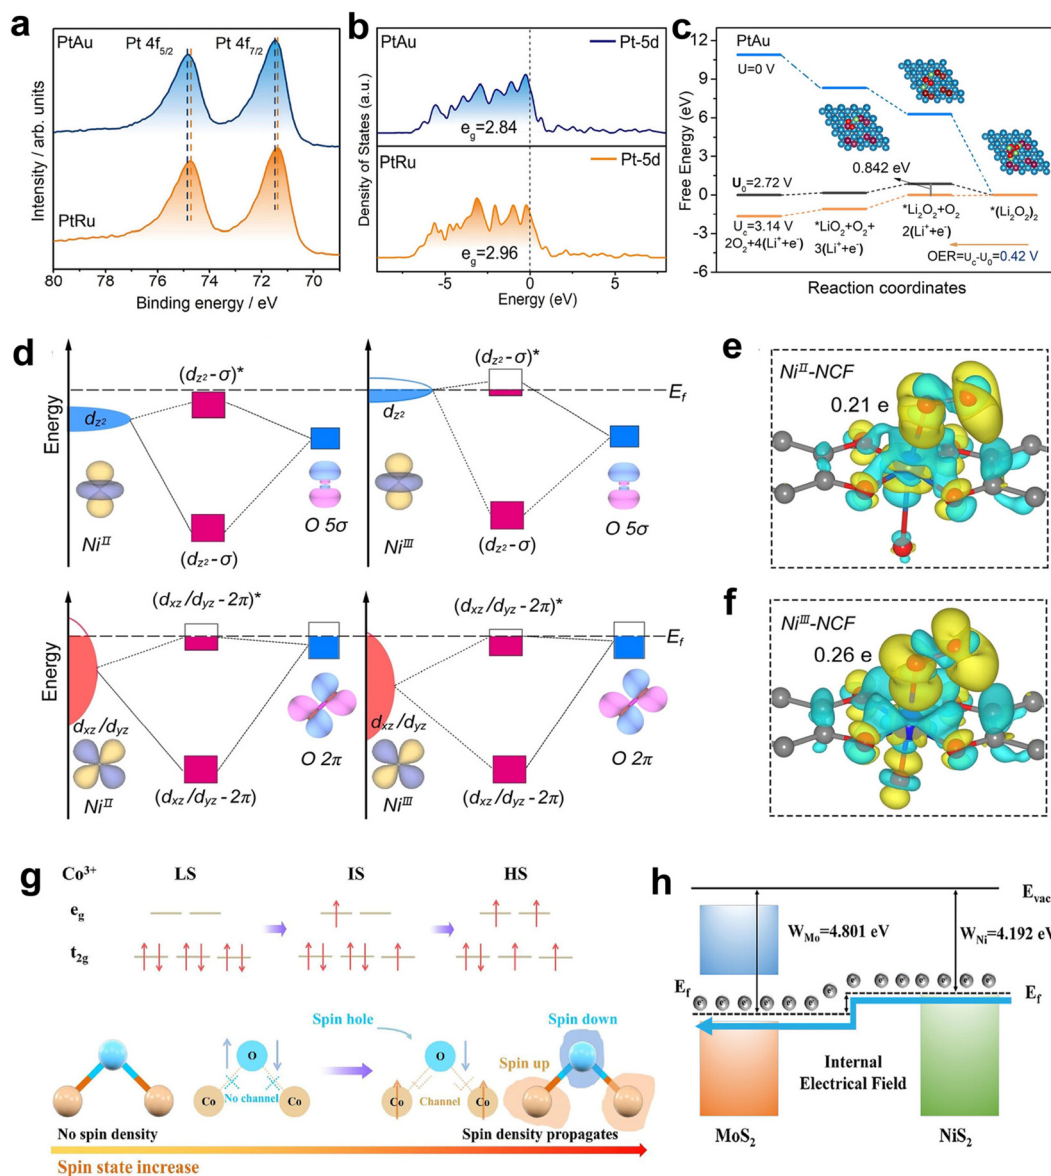 a
PtAu
Pt 4f5/2
Pt 4f7/2
PtRu
Intensity / arb. units
80 78 76 74 72 70
Binding energy / eV
b
PtAu
Pt-5d
eg=2.84
PtRu
Pt-5d
eg=2.96
Density of States (a.u.)
-5 0 5
Energy (eV)
c
PtAu
U=0 V
12
9
6
3
0
-3
-6
Free Energy (eV)
0.842 eV
U0=2.72 V
Uc=3.14 V
2O2+4(Li++e-)
*LiO2+O2+
3(Li++e-)
*Li2O2+O2
2(Li++e-)
*(Li2O2)2
OER=Uc-U0=0.42 V
Reaction coordinates
d
Energy
(dz2-σ)*
dz2
NiII
(dz2-σ)
O 5σ
(dz2-σ)*
Ef
dz2
NiIII
(dz2-σ)
O 5σ
Energy
(dxz/dyz-2π)*
dxz/dyz
NiII
(dxz/dyz-2π)
O 2π
(dxz/dyz-2π)*
Ef
dxz/dyz
NiIII
(dxz/dyz-2π)
O 2π
e
NiII-NCF
0.21 e
f
NiIII-NCF
0.26 e
g
Co3+ LS IS HS
eg
t2g
Spin hole
Spin down
Spin up
O
Co
No channel
Co
O
Co
Channel
Co
No spin density
Spin density propagates
Spin state increase
h
Evac
WMo=4.801 eV
WNi=4.192 eV
Ef
Ef
e- e- e- e- e- e- e- e- e- e- e- e- e- e-
Internal
Electrical Field
MoS2
NiS2